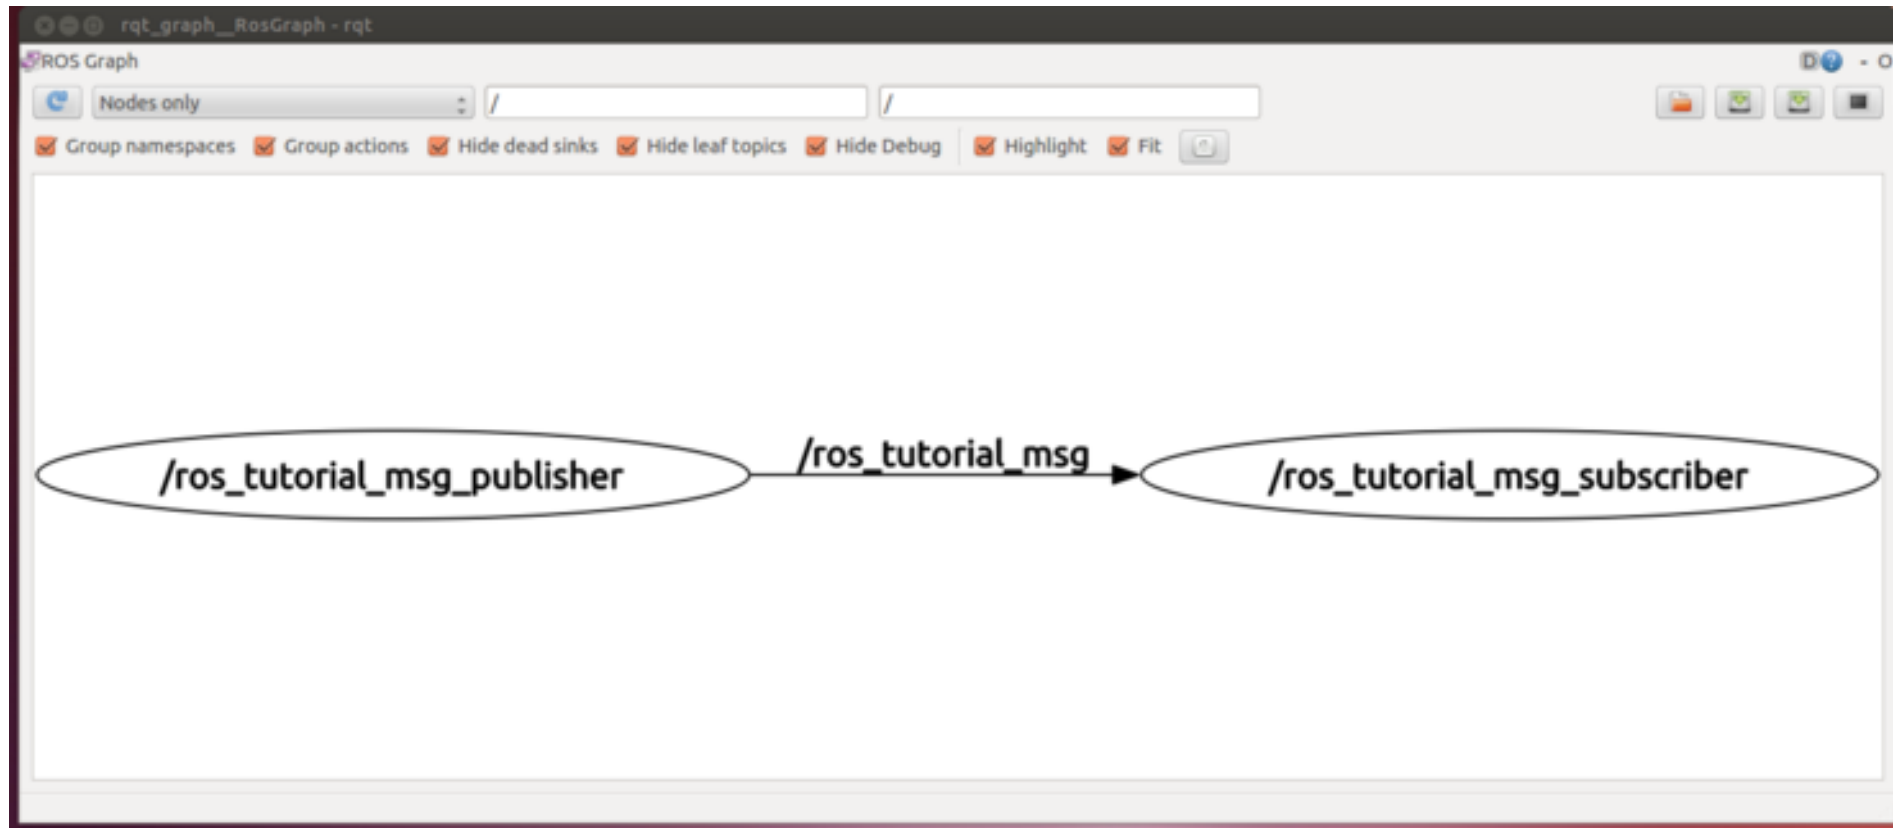 rqt_graph__RosGraph - rqt
ROS Graph D ? - O
Nodes only / /
Group namespaces Group actions Hide dead sinks Hide leaf topics Hide Debug Highlight Fit
/ros_tutorial_msg_publisher /ros_tutorial_msg /ros_tutorial_msg_subscriber